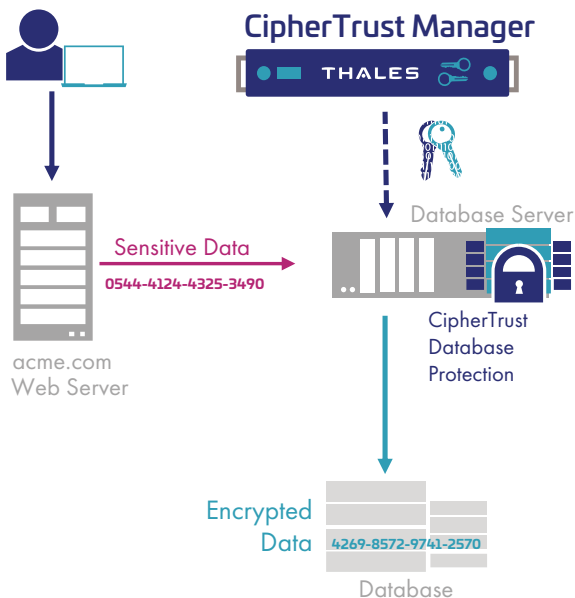 CipherTrust Manager
THALES
Database Server
Sensitive Data
0544-4124-4325-3490
CipherTrust
Database
Protection
acme.com
Web Server
Encrypted
Data
4269-8572-9741-2570
Database